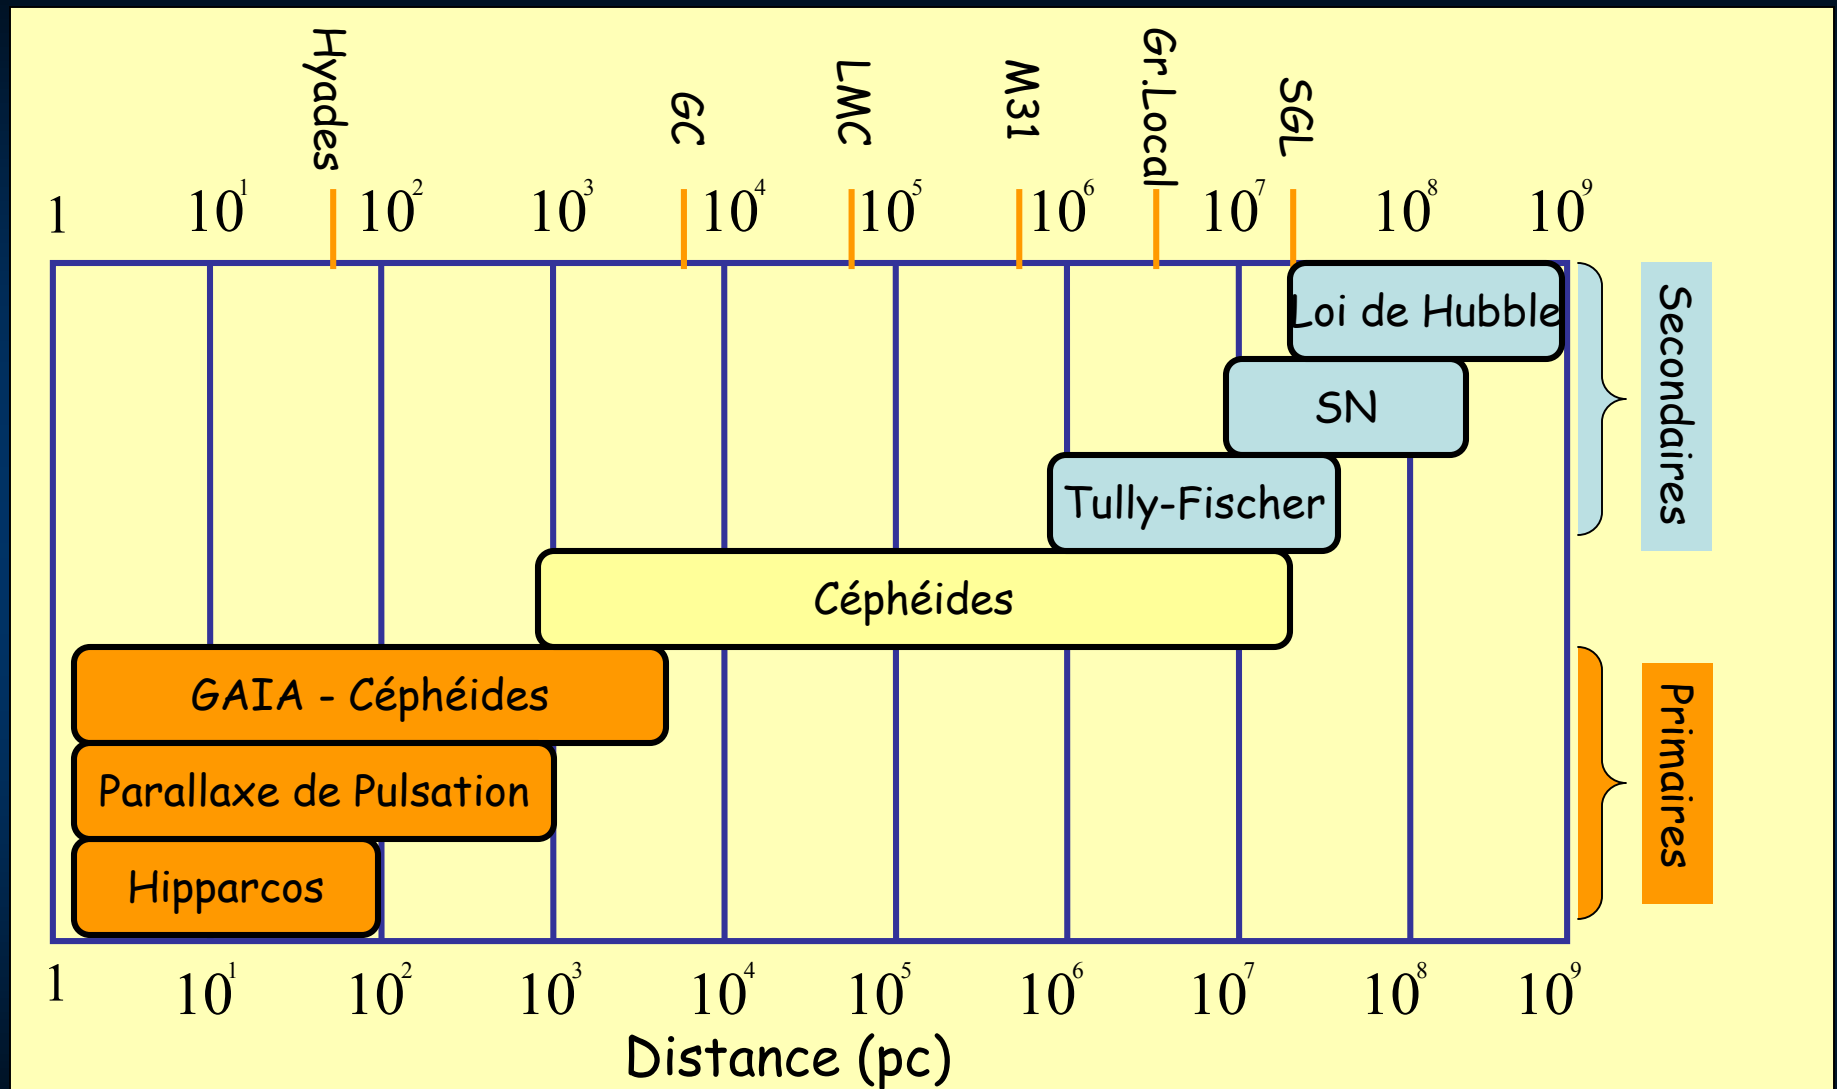 Hyades
GC
LMC
M31
Gr.Local
SGL
1 10¹ 10² 10³ 10⁴ 10⁵ 10⁶ 10⁷ 10⁸ 10⁹
Loi de Hubble
SN
Tully-Fischer
Secondaires
Céphéides
GAIA - Céphéides
Parallaxe de Pulsation
Hipparcos
Primaires
1 10¹ 10² 10³ 10⁴ 10⁵ 10⁶ 10⁷ 10⁸ 10⁹
Distance (pc)